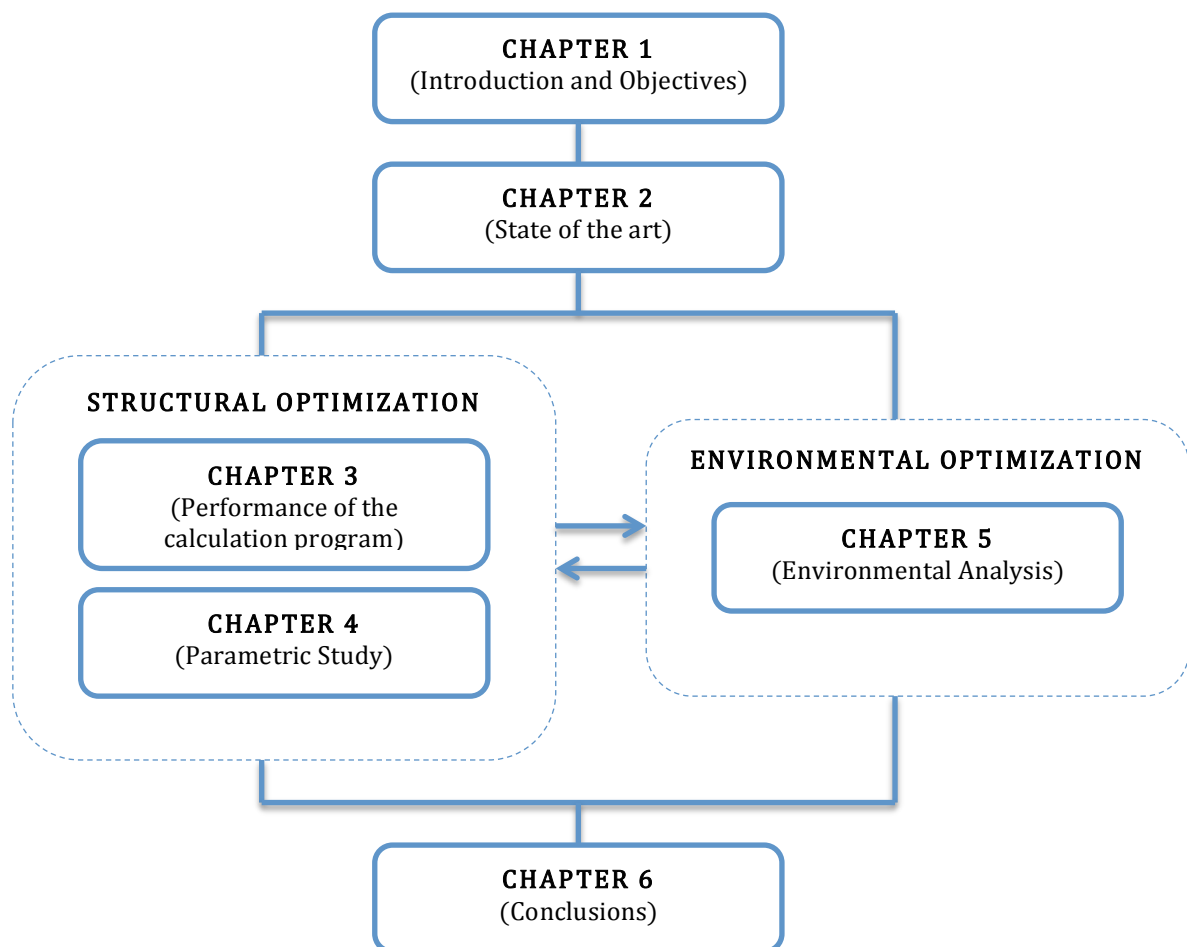 CHAPTER 1
(Introduction and Objectives)
CHAPTER 2
(State of the art)
STRUCTURAL OPTIMIZATION
CHAPTER 3
(Performance of the
calculation program)
CHAPTER 4
(Parametric Study)
ENVIRONMENTAL OPTIMIZATION
CHAPTER 5
(Environmental Analysis)
CHAPTER 6
(Conclusions)